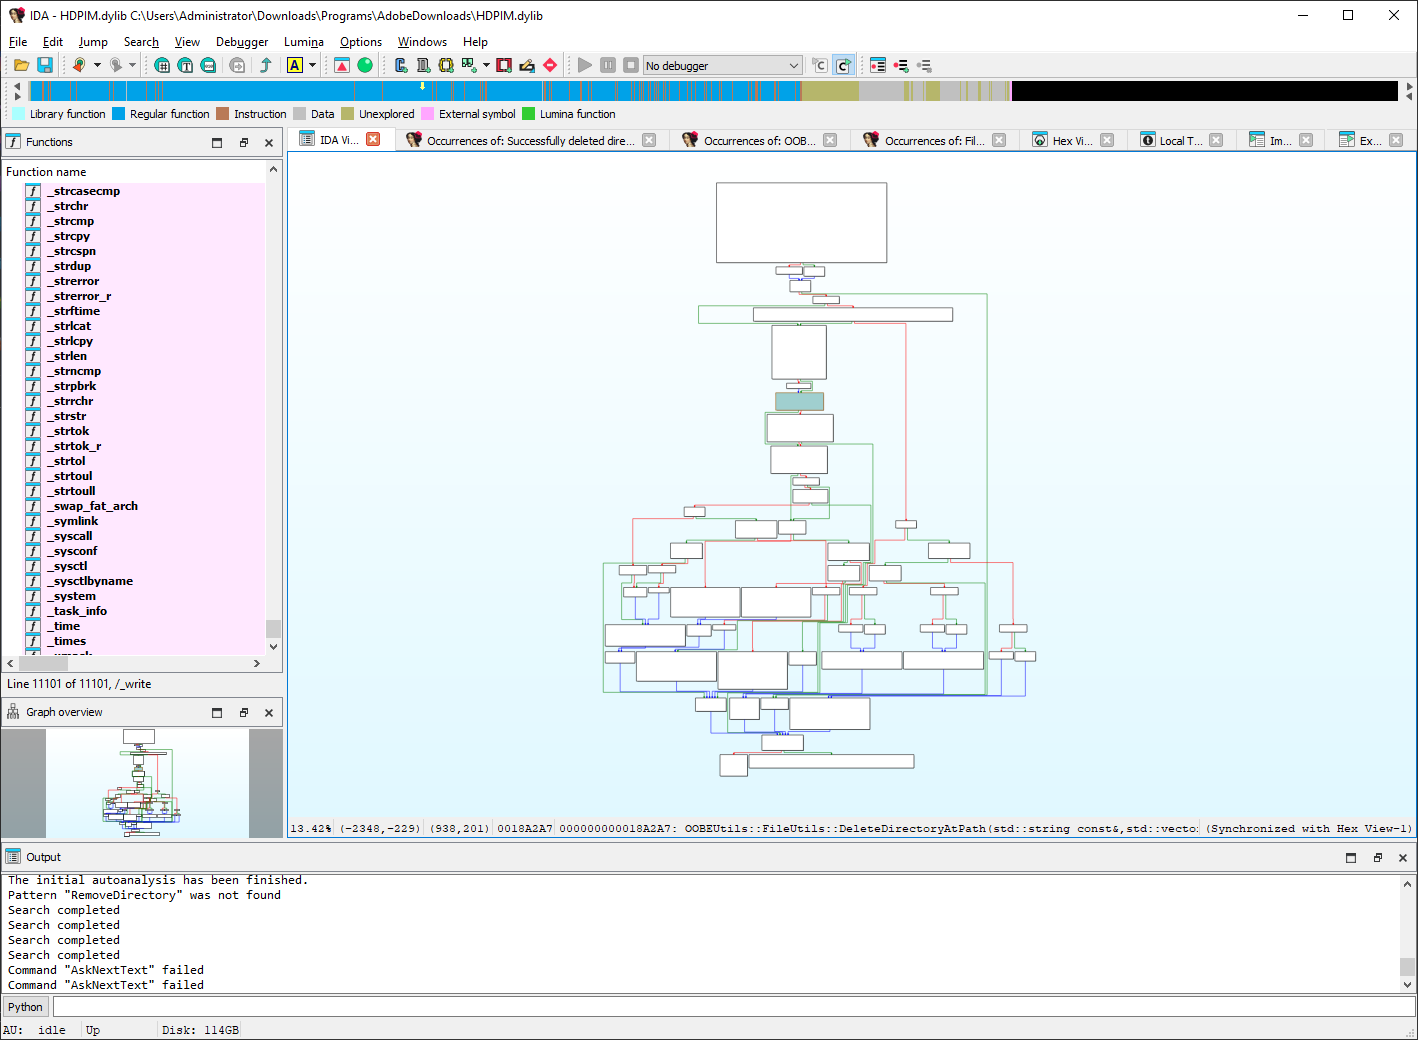 IDA - HDPIM.dylib C:\Users\Administrator\Downloads\Programs\AdobeDownloads\HDPIM.dylib
File Edit Jump Search View Debugger Lumina Options Windows Help
No debugger
Library function Regular function Instruction Data Unexplored External symbol Lumina function
Functions
IDA Vi... Occurrences of: Successfully deleted dire... Occurrences of: OOB... Occurrences of: Fil... Hex Vi... Local T... Im... Ex...
Function name
_strcasecmp
_strchr
_strcmp
_strcpy
_strcspn
_strdup
_strerror
_strerror_r
_strftime
_strlcat
_strlcpy
_strlen
_strncmp
_strpbrk
_strrchr
_strstr
_strtok
_strtok_r
_strtol
_strtoul
_strtoull
_swap_fat_arch
_symlink
_syscall
_sysconf
_sysctl
_sysctlbyname
_system
_task_info
_time
_times
Line 11101 of 11101, /_write
Graph overview
13.42% (-2348,-229) (938,201) 0018A2A7 000000000018A2A7: OOBEUtils::FileUtils::DeleteDirectoryAtPath(std::string const&,std::vecto (Synchronized with Hex View-1)
Output
The initial autoanalysis has been finished.
Pattern "RemoveDirectory" was not found
Search completed
Search completed
Search completed
Search completed
Command "AskNextText" failed
Command "AskNextText" failed
Python
AU: idle Up Disk: 114GB